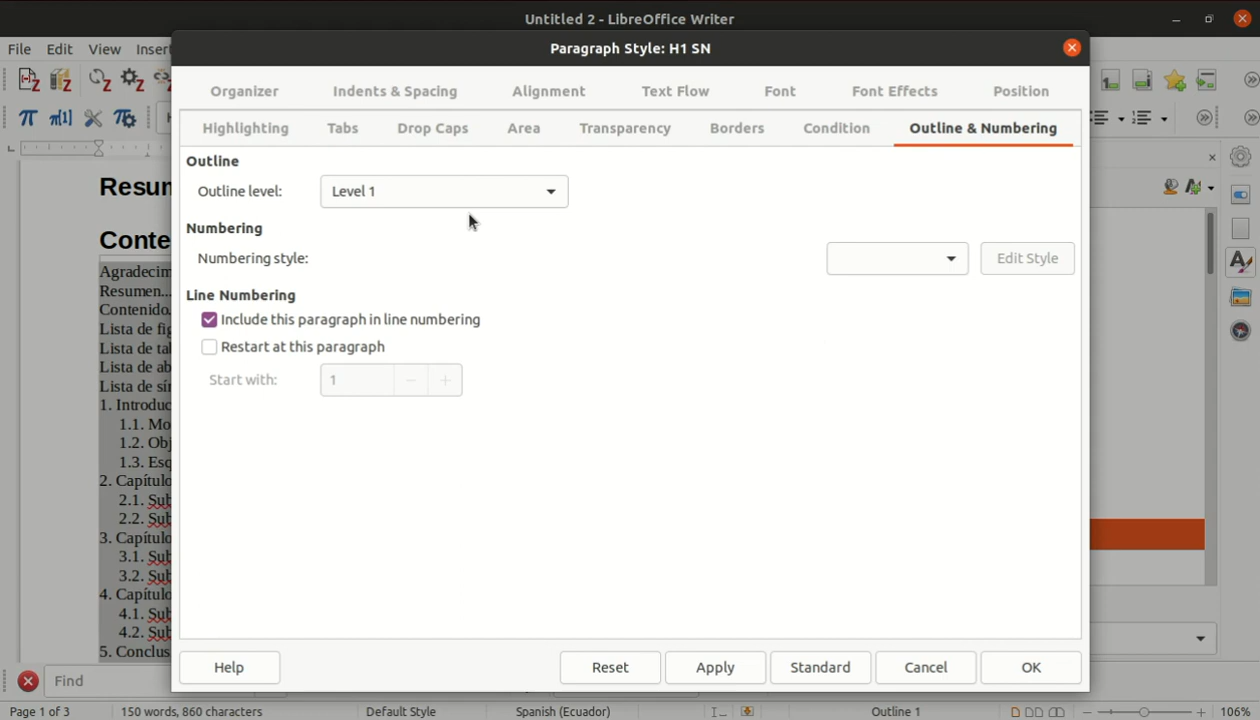 Untitled 2 - LibreOffice Writer
File Edit View Insert
Paragraph Style: H1 SN
Organizer Indents & Spacing Alignment Text Flow Font Font Effects Position
Highlighting Tabs Drop Caps Area Transparency Borders Condition Outline & Numbering
Outline
Outline level: Level 1
Numbering
Numbering style: Edit Style
Line Numbering
Include this paragraph in line numbering
Restart at this paragraph
Start with: 1
Help Reset Apply Standard Cancel OK
Resum
Conte
Agradecim
Resumen...
Contenido.
Lista de fig
Lista de tal
Lista de ab
Lista de sín
1. Introduc
1.1. Mo
1.2. Obj
1.3. Esq
2. Capítulo
2.1. Sub
2.2. Sub
3. Capítulo
3.1. Sub
3.2. Sub
4. Capítulo
4.1. Sub
4.2. Sub
5. Conclus
Find
Page 1 of 3 150 words, 860 characters Default Style Spanish (Ecuador) Outline 1 106%